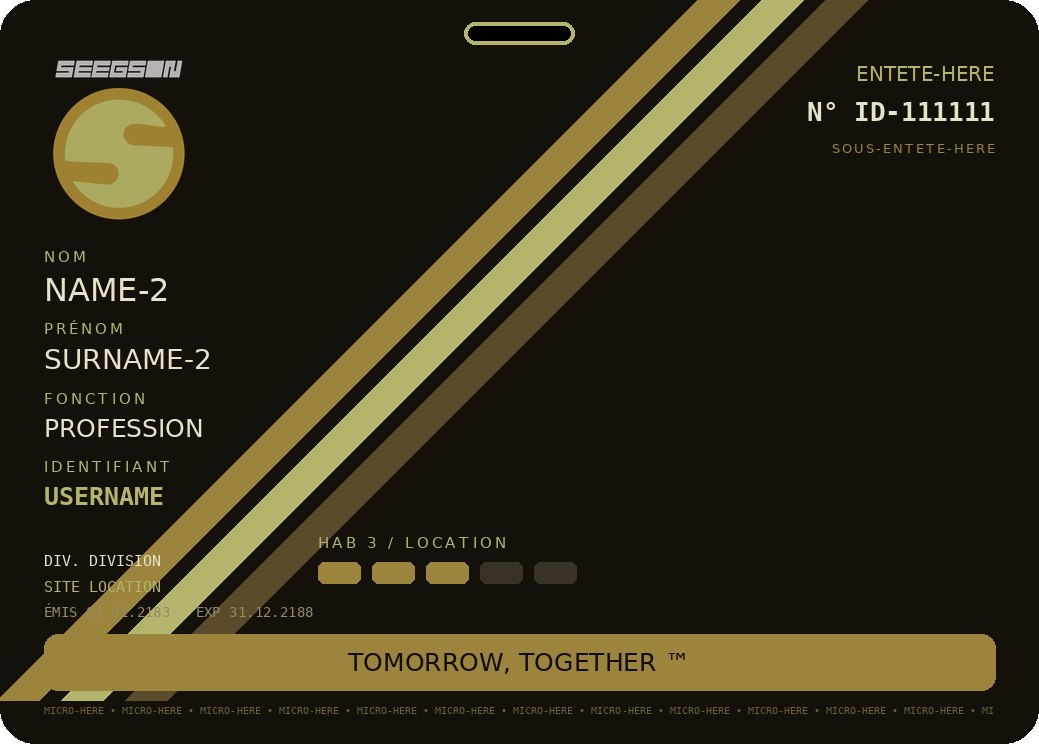 SEEGSON
ENTETE-HERE
N° ID-111111
SOUS-ENTETE-HERE
NOM
NAME-2
PRÉNOM
SURNAME-2
FONCTION
PROFESSION
IDENTIFIANT
USERNAME
HAB 3 / LOCATION
DIV. DIVISION
SITE LOCATION
ÉMIS 01.01.2183 EXP 31.12.2188
TOMORROW, TOGETHER ™
MICRO-HERE • MICRO-HERE • MICRO-HERE • MICRO-HERE • MICRO-HERE • MICRO-HERE • MICRO-HERE • MICRO-HERE • MICRO-HERE • MICRO-HERE • MICRO-HERE • MICRO-HERE • MI